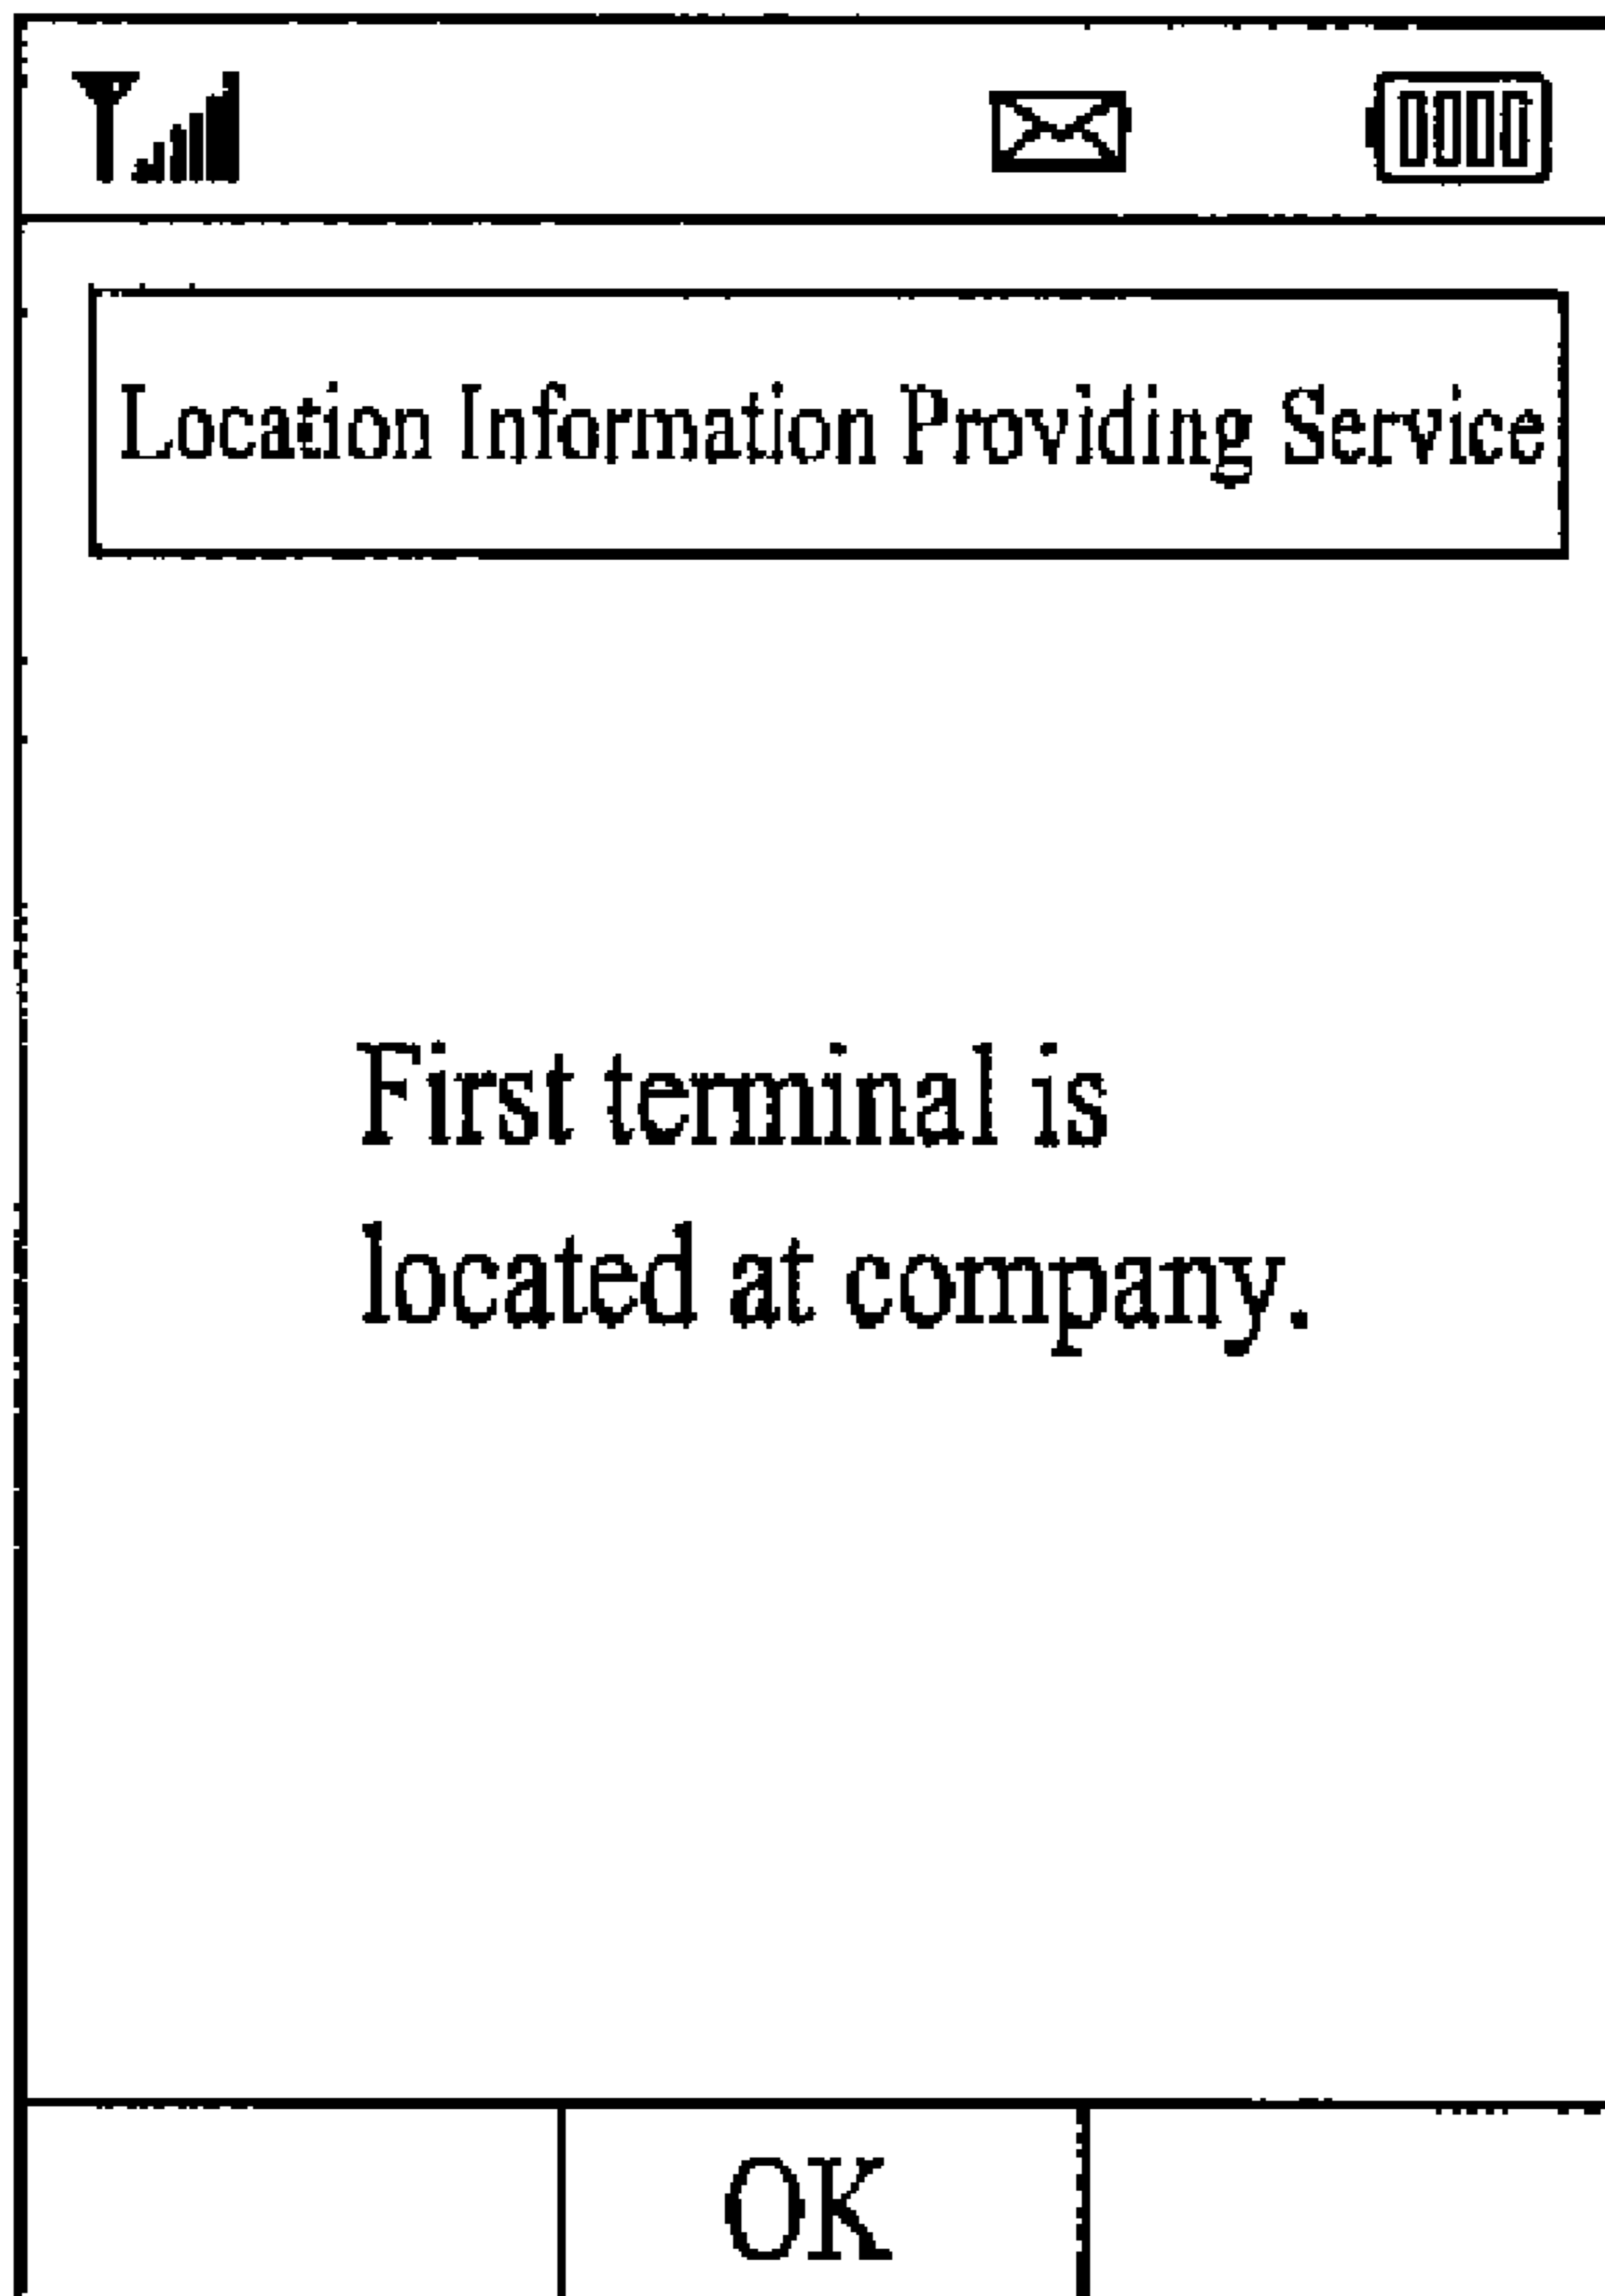 Location Information Providing Service
First terminal is
located at company.
OK